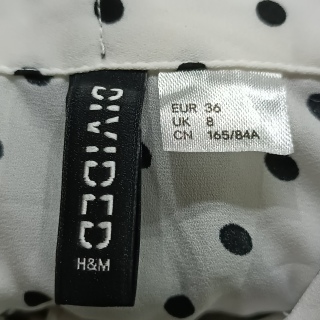 DIVIDED
H&M
EUR 36
UK 8
CN 165/84A